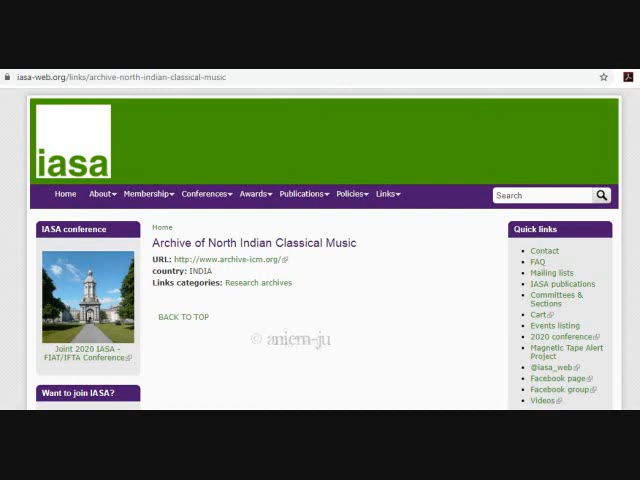 iasa-web.org/links/archive-north-indian-classical-music
iasa
Home About Membership Conferences Awards Publications Policies Links Search
IASA conference
Joint 2020 IASA -
FIAT/IFTA Conference
Want to join IASA?
Home
Archive of North Indian Classical Music
URL: http://www.archive-icm.org/
country: INDIA
Links categories: Research archives
BACK TO TOP
© anicm-ju
Quick links
Contact
FAQ
Mailing lists
IASA publications
Committees &
Sections
Cart
Events listing
2020 conference
Magnetic Tape Alert
Project
@iasa_web
Facebook page
Facebook group
Videos